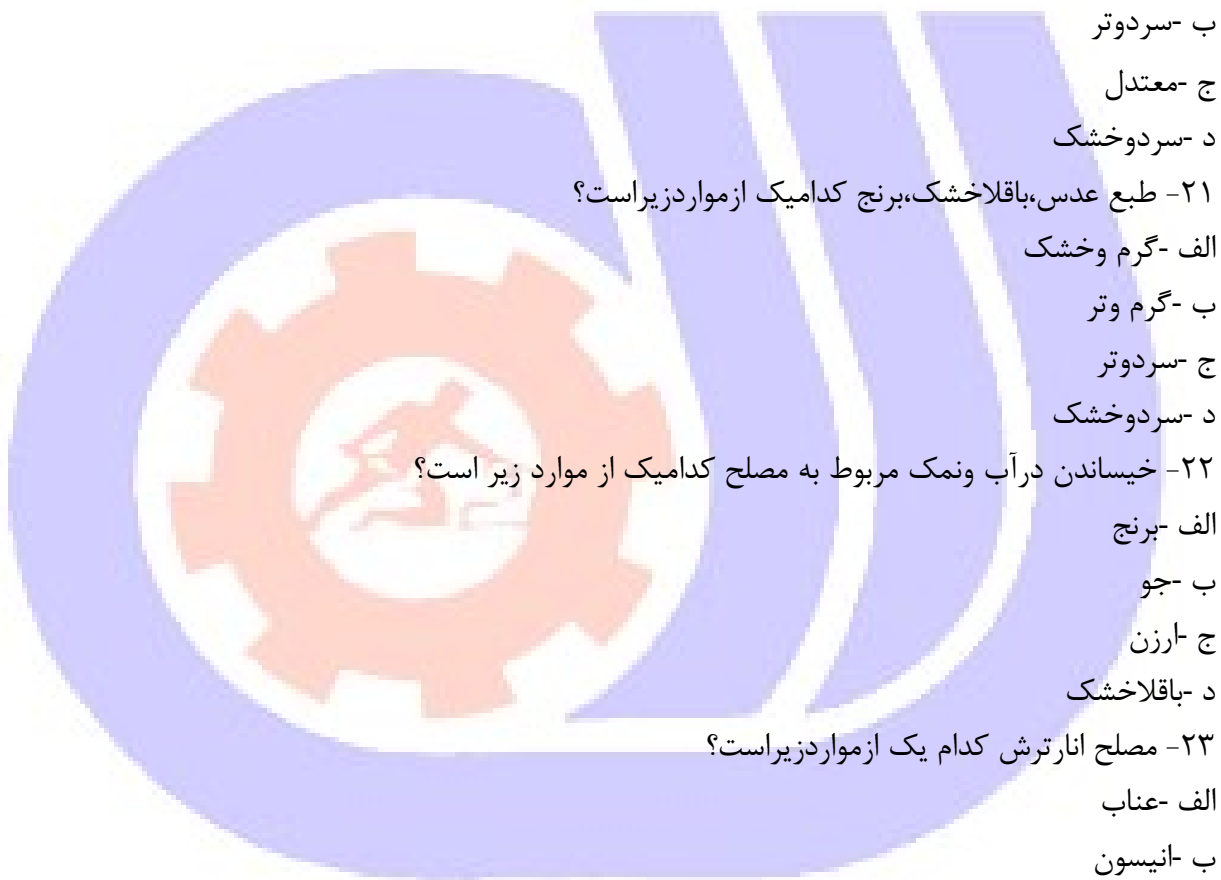 ب -سردوتر
ج -معتدل
د -سردوخشک
۲۱- طبع عدس،باقلاخشک،برنج کدامیک ازمواردزیراست؟
الف -گرم وخشک
ب -گرم وتر
ج -سردوتر
د -سردوخشک
۲۲- خیساندن درآب ونمک مربوط به مصلح کدامیک از موارد زیر است؟
الف -برنج
ب -جو
ج -ارزن
د -باقلاخشک
۲۳- مصلح انارترش کدام یک ازمواردزیراست؟
الف -عناب
ب -انیسون